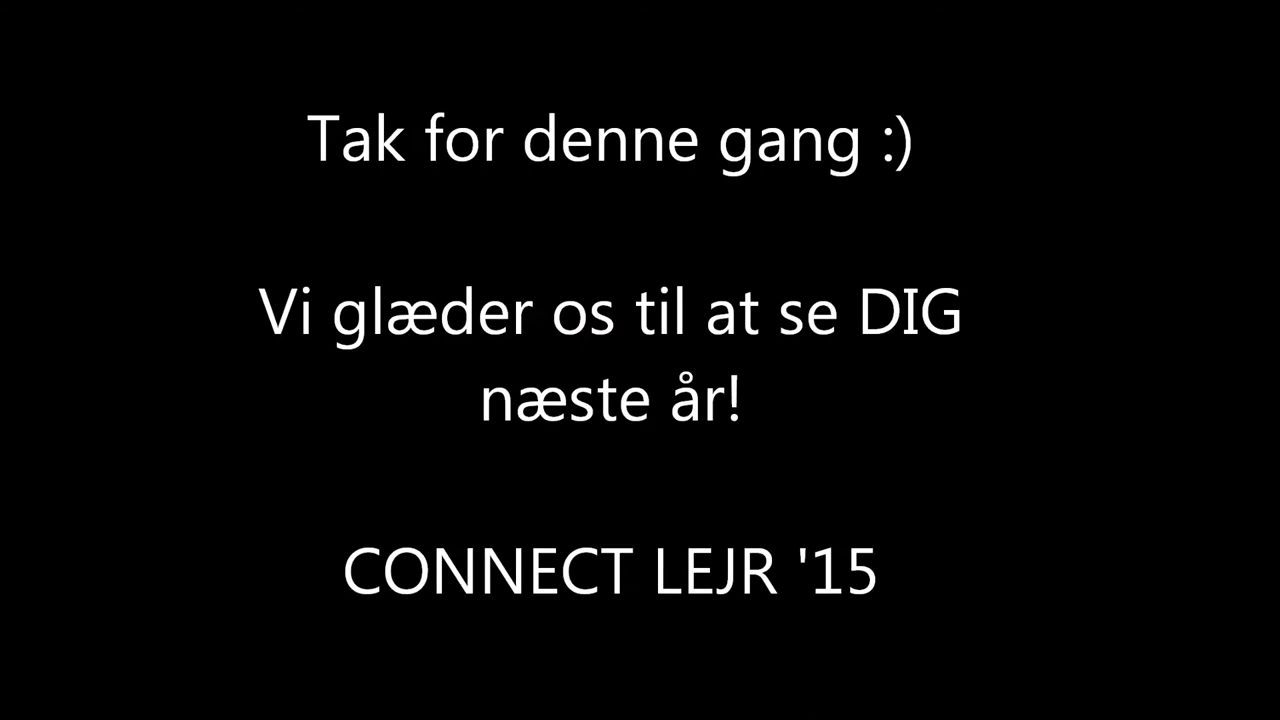 Tak for denne gang :)
Vi glæder os til at se DIG
næste år!
CONNECT LEJR '15